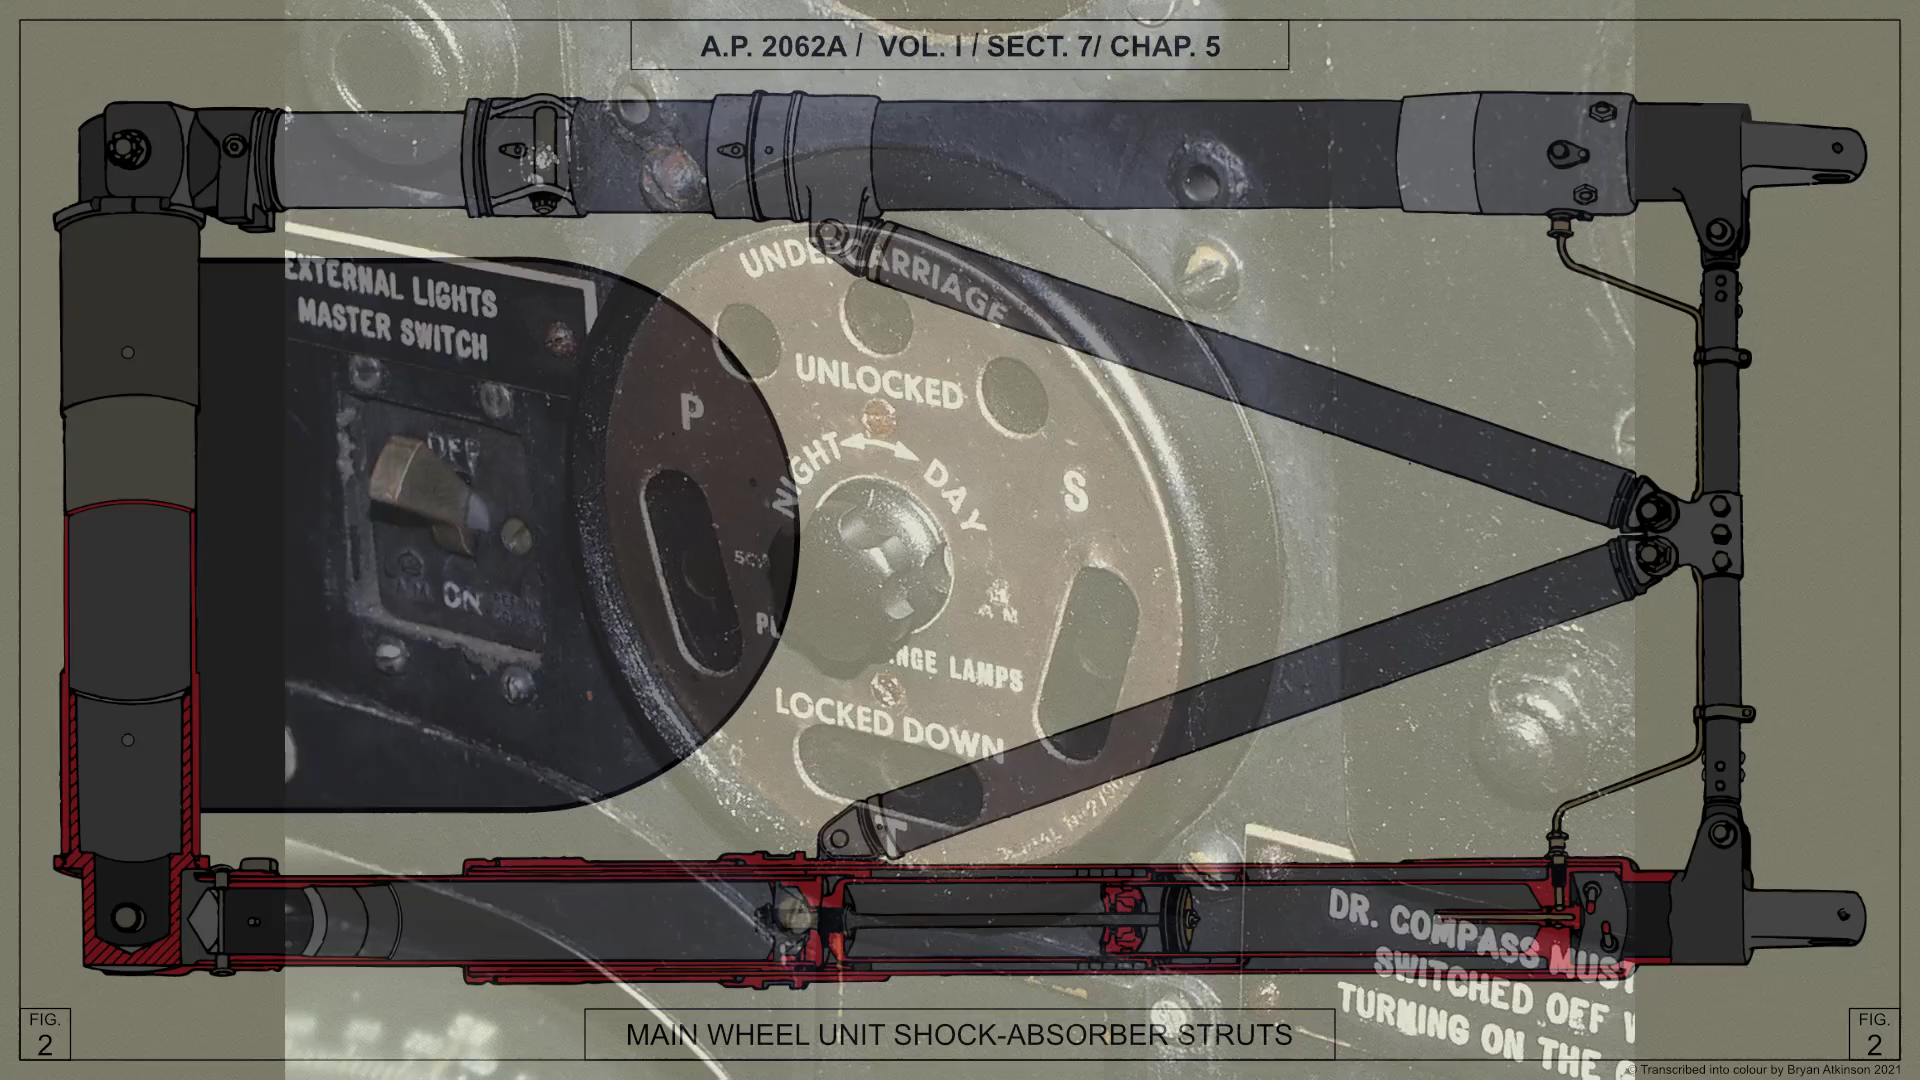 A.P. 2062A / VOL. I / SECT. 7/ CHAP. 5
EXTERNAL LIGHTS
MASTER SWITCH
OFF
ON
UNDERCARRIAGE
UNLOCKED
P
S
NIGHT
DAY
A M
NGE LAMPS
LOCKED DOWN
DR. COMPASS MUST
SWITCHED OFF
TURNING ON THE
MAIN WHEEL UNIT SHOCK-ABSORBER STRUTS
FIG.
2
FIG.
2
© Transcribed into colour by Bryan Atkinson 2021